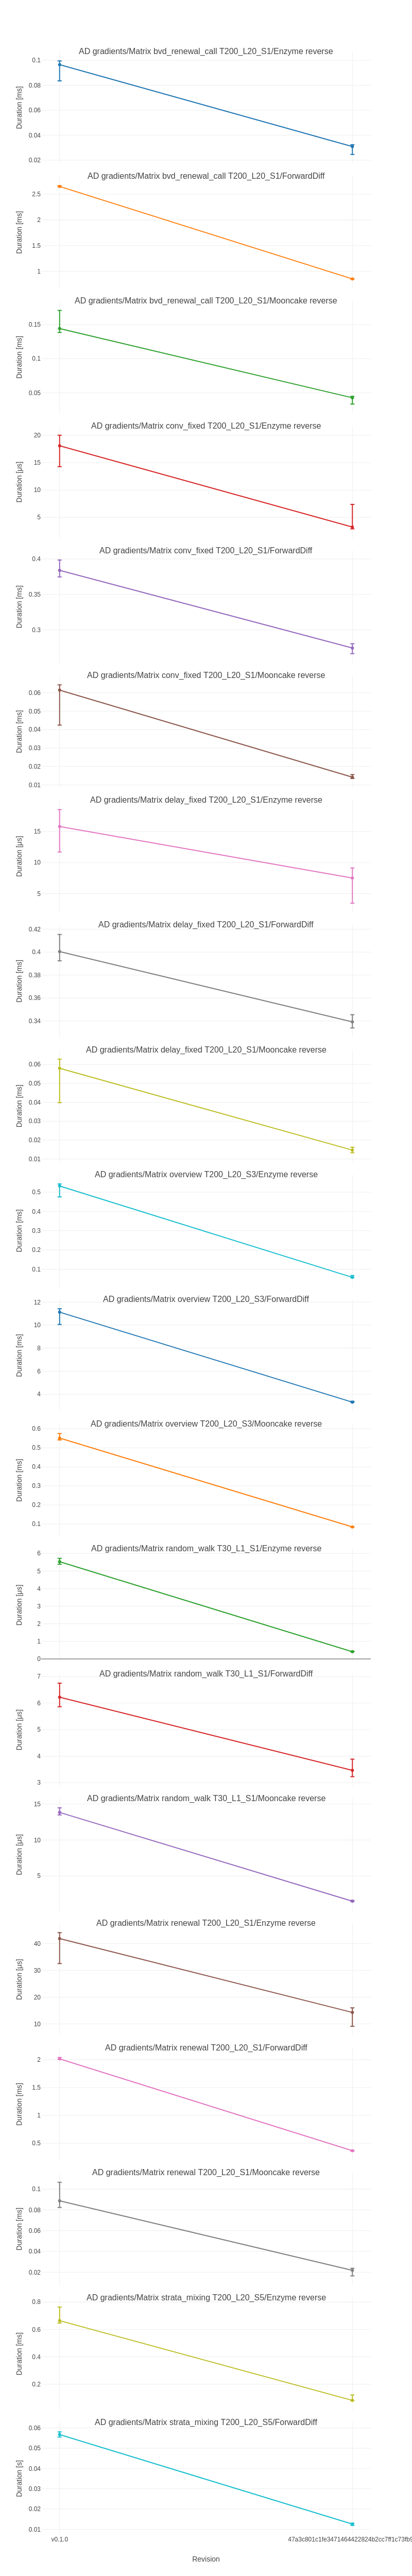 AD gradients/Matrix bvd_renewal_call T200_L20_S1/Enzyme reverse
0.1
0.08
0.06
0.04
0.02
Duration [ms]
AD gradients/Matrix bvd_renewal_call T200_L20_S1/ForwardDiff
2.5
2
1.5
1
Duration [ms]
AD gradients/Matrix bvd_renewal_call T200_L20_S1/Mooncake reverse
0.15
0.1
0.05
Duration [ms]
AD gradients/Matrix conv_fixed T200_L20_S1/Enzyme reverse
20
15
10
5
Duration [μs]
AD gradients/Matrix conv_fixed T200_L20_S1/ForwardDiff
0.4
0.35
0.3
Duration [ms]
AD gradients/Matrix conv_fixed T200_L20_S1/Mooncake reverse
0.06
0.05
0.04
0.03
0.02
0.01
Duration [ms]
AD gradients/Matrix delay_fixed T200_L20_S1/Enzyme reverse
15
10
5
Duration [μs]
AD gradients/Matrix delay_fixed T200_L20_S1/ForwardDiff
0.42
0.4
0.38
0.36
0.34
Duration [ms]
AD gradients/Matrix delay_fixed T200_L20_S1/Mooncake reverse
0.06
0.05
0.04
0.03
0.02
0.01
Duration [ms]
AD gradients/Matrix overview T200_L20_S3/Enzyme reverse
0.5
0.4
0.3
0.2
0.1
Duration [ms]
AD gradients/Matrix overview T200_L20_S3/ForwardDiff
12
10
8
6
4
Duration [ms]
AD gradients/Matrix overview T200_L20_S3/Mooncake reverse
0.6
0.5
0.4
0.3
0.2
0.1
Duration [ms]
AD gradients/Matrix random_walk T30_L1_S1/Enzyme reverse
6
5
4
3
2
1
0
Duration [μs]
AD gradients/Matrix random_walk T30_L1_S1/ForwardDiff
7
6
5
4
3
Duration [μs]
AD gradients/Matrix random_walk T30_L1_S1/Mooncake reverse
15
10
5
Duration [μs]
AD gradients/Matrix renewal T200_L20_S1/Enzyme reverse
40
30
20
10
Duration [μs]
AD gradients/Matrix renewal T200_L20_S1/ForwardDiff
2
1.5
1
0.5
Duration [ms]
AD gradients/Matrix renewal T200_L20_S1/Mooncake reverse
0.1
0.08
0.06
0.04
0.02
Duration [ms]
AD gradients/Matrix strata_mixing T200_L20_S5/Enzyme reverse
0.8
0.6
0.4
0.2
Duration [ms]
AD gradients/Matrix strata_mixing T200_L20_S5/ForwardDiff
0.06
0.05
0.04
0.03
0.02
0.01
Duration [s]
v0.1.0
47a3c801c1fe3471464422824b2cc7ff1c73fb9
Revision